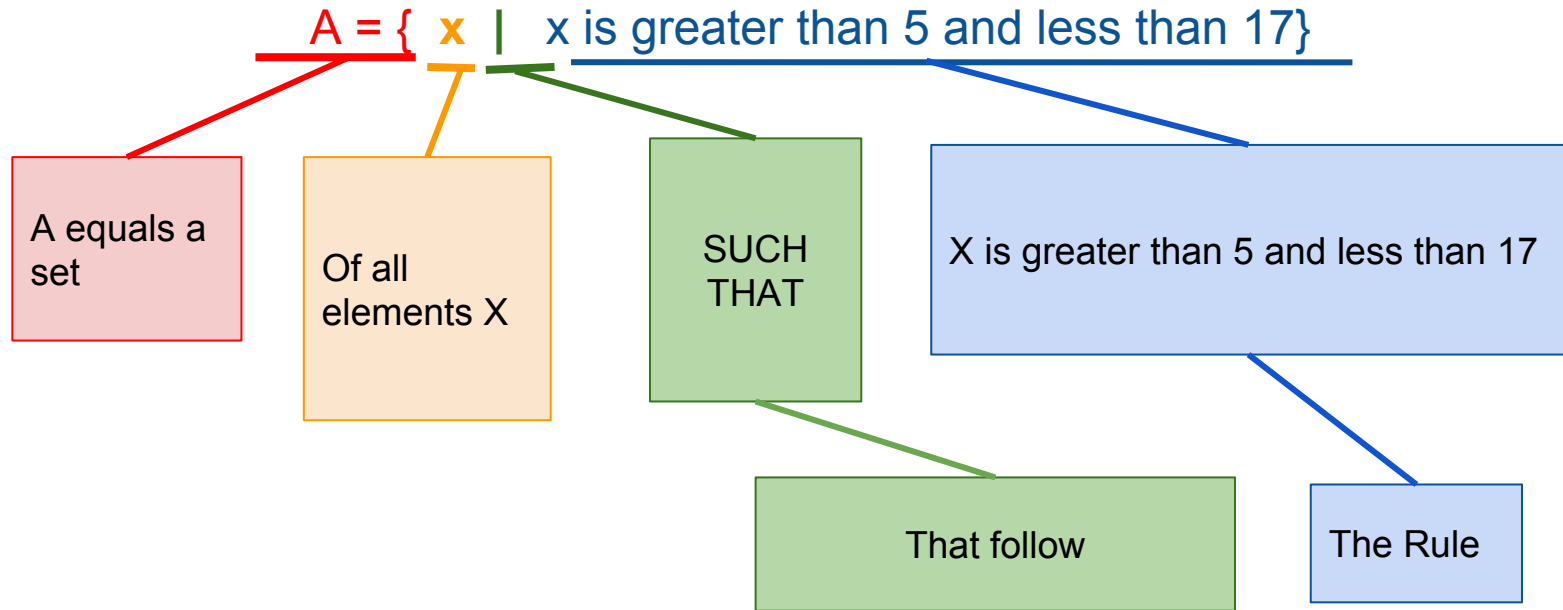 A = { x | x is greater than 5 and less than 17}
A equals a
set
Of all
elements X
SUCH
THAT
X is greater than 5 and less than 17
That follow
The Rule